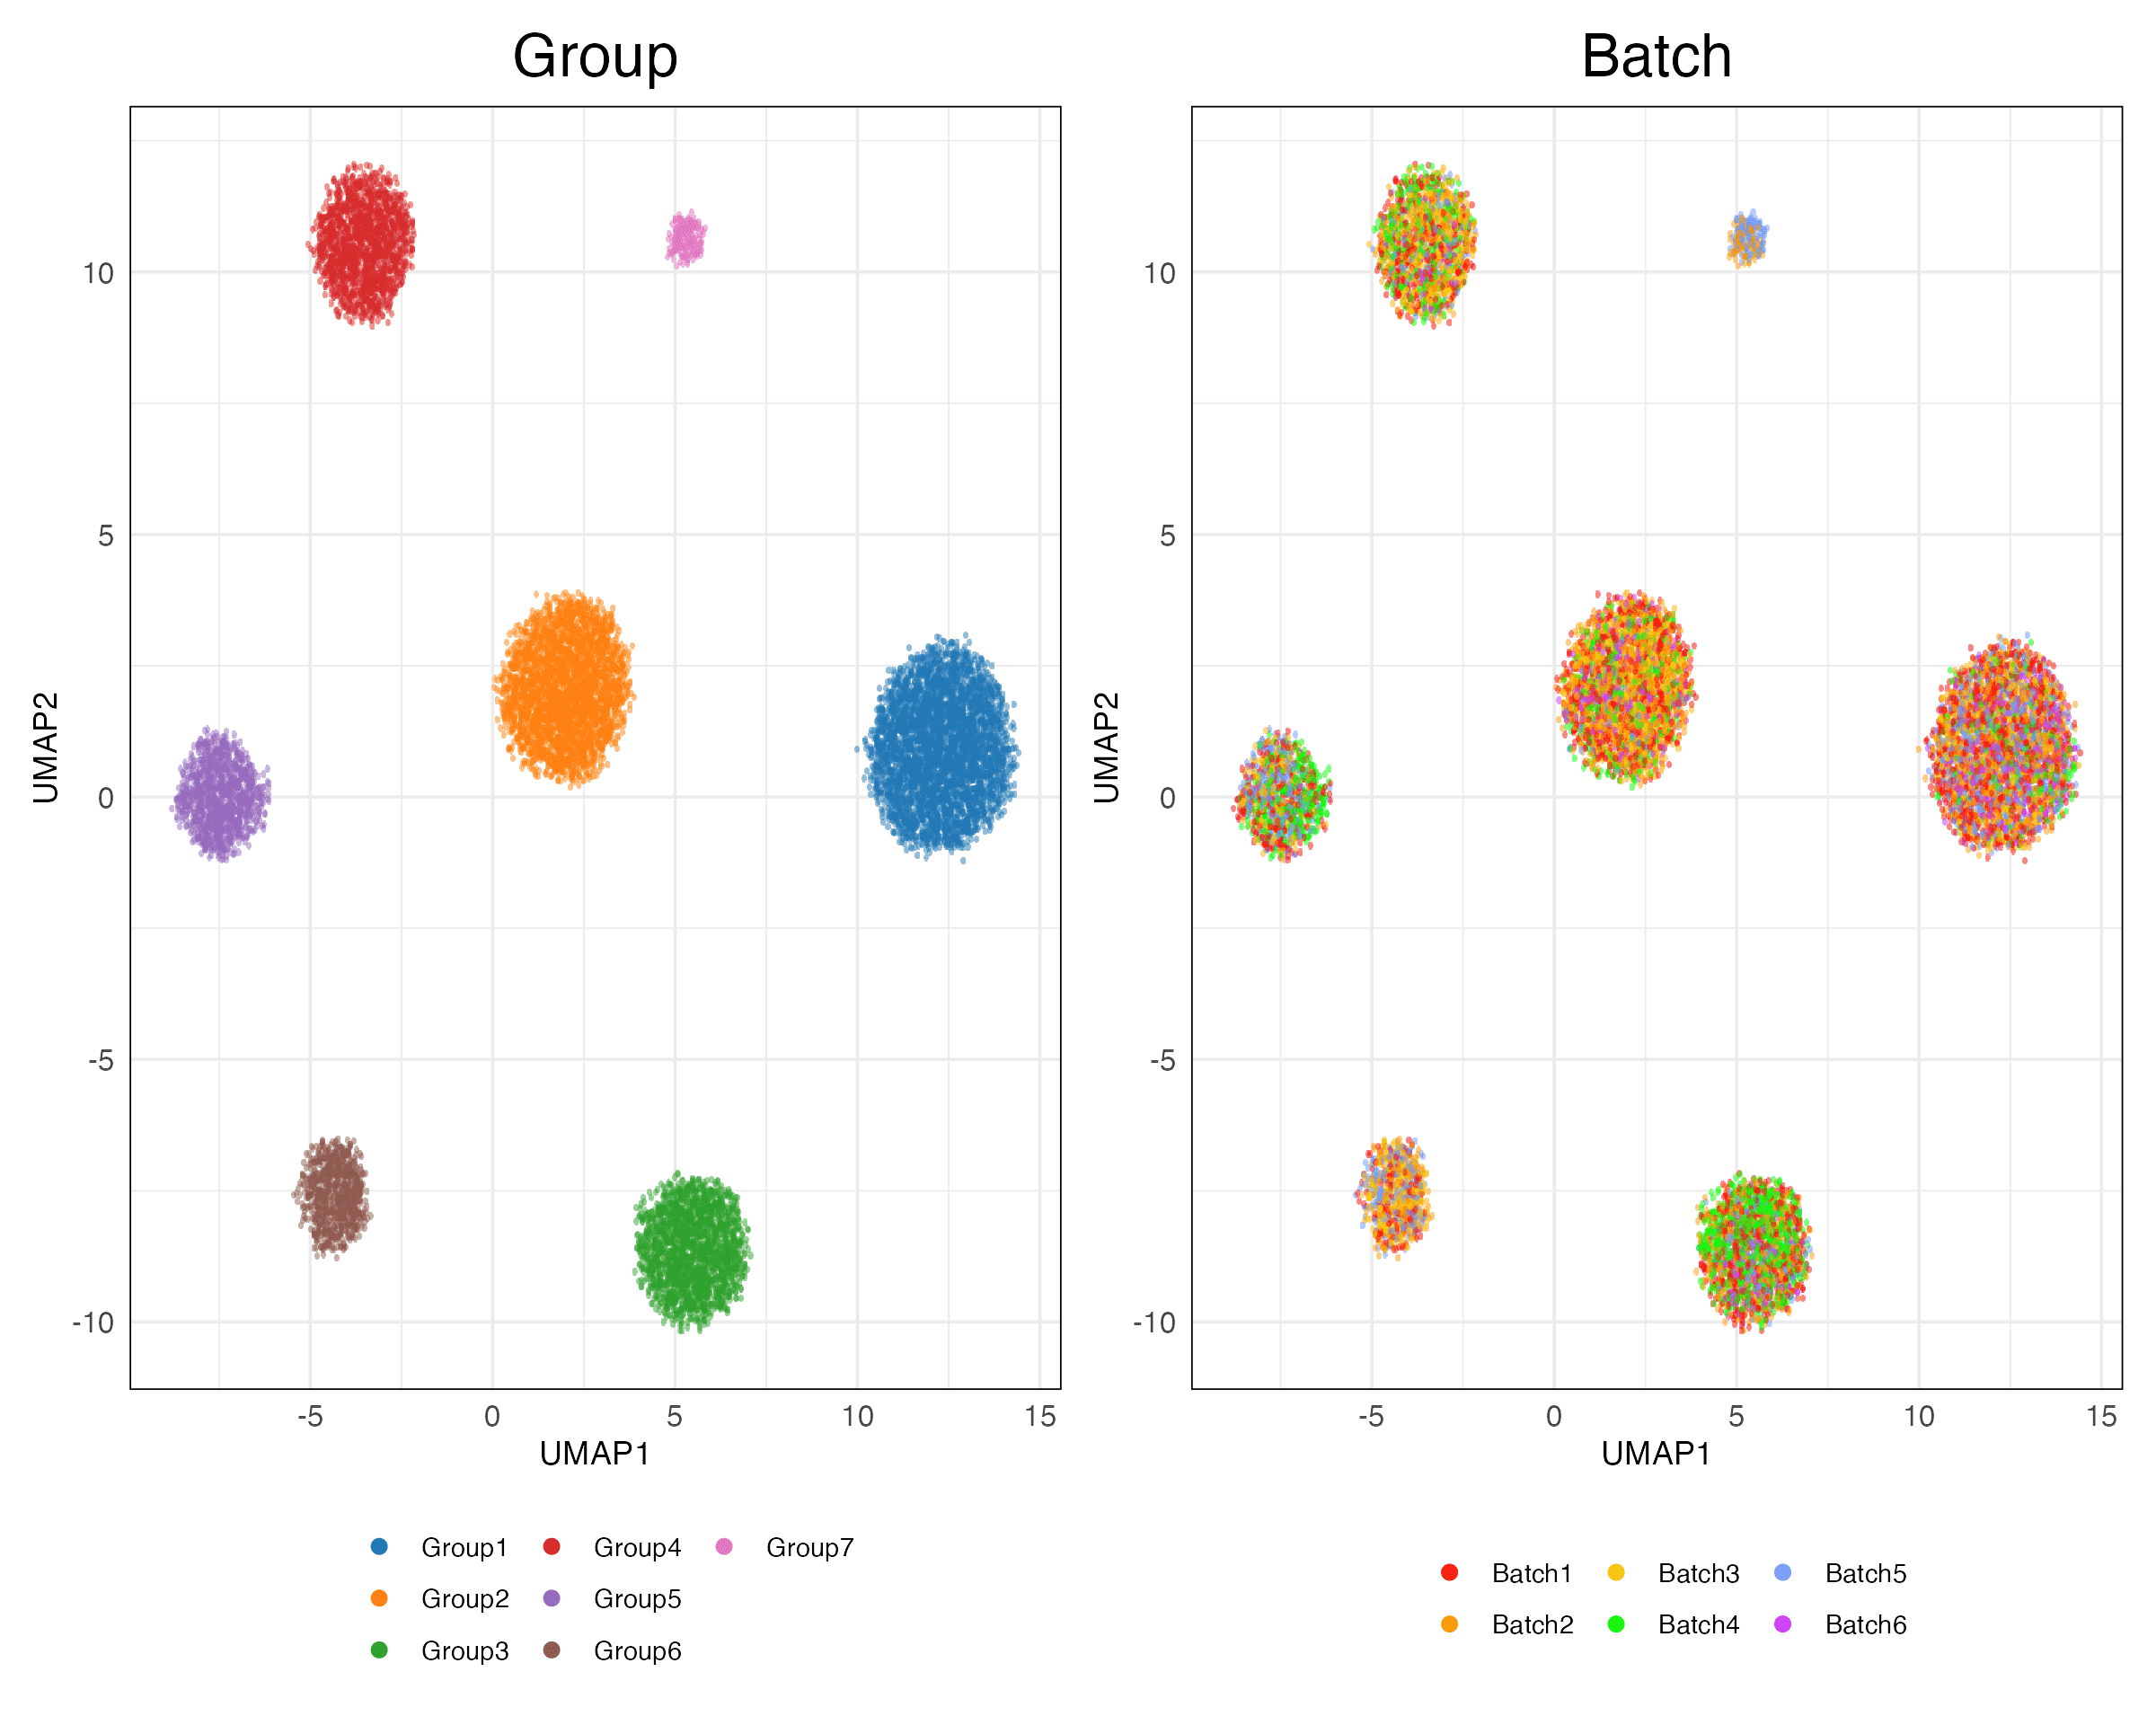 Group
Batch
UMAP2
10
5
0
-5
-10
-5 0 5 10 15
UMAP1
UMAP2
10
5
0
-5
-10
-5 0 5 10 15
UMAP1
Group1 Group4 Group7
Group2 Group5
Group3 Group6
Batch1 Batch3 Batch5
Batch2 Batch4 Batch6